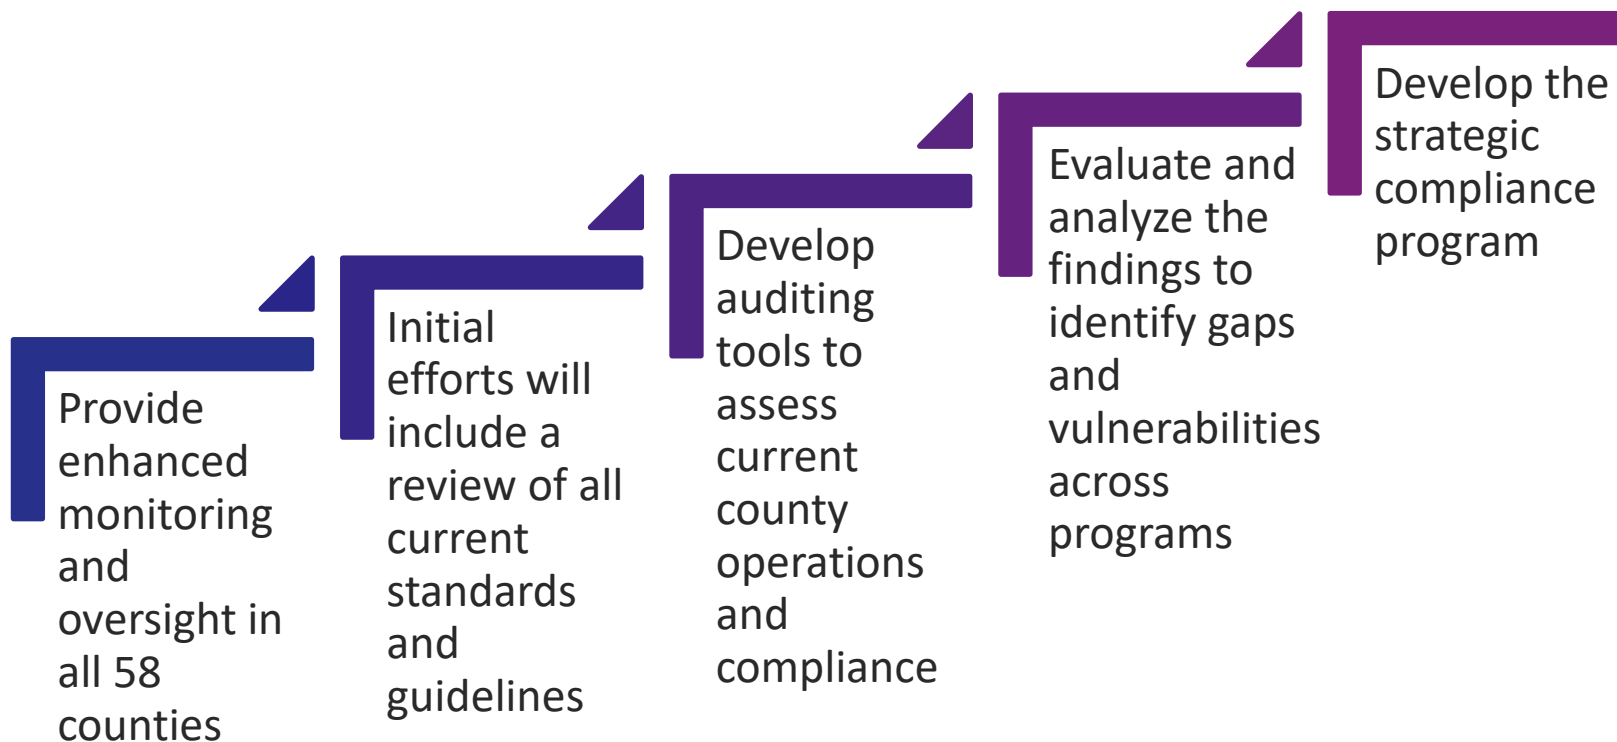 Provide
enhanced
monitoring
and
oversight in
all 58
counties
Initial
efforts will
include a
review of all
current
standards
and
guidelines
Develop
auditing
tools to
assess
current
county
operations
and
compliance
Evaluate and
analyze the
findings to
identify gaps
and
vulnerabilities
across
programs
Develop the
strategic
compliance
program